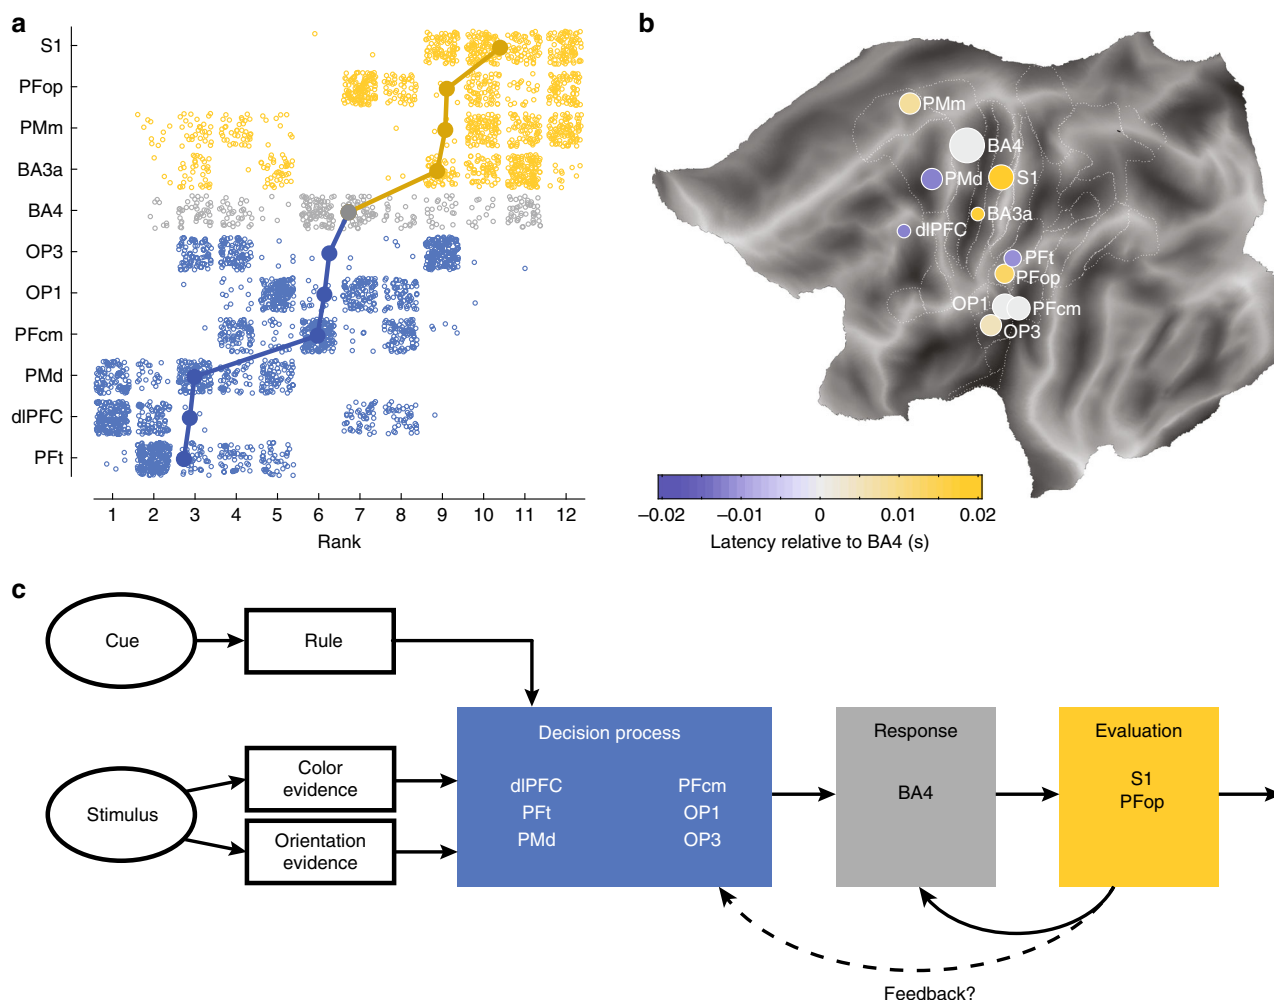 a
S1
PFop
PMm
BA3a
BA4
OP3
OP1
PFcm
PMd
dlPFC
PFt
1 2 3 4 5 6 7 8 9 10 11 12
Rank
b
PMm
BA4
PMd
S1
BA3a
dlPFC
PFt
PFop
OP1
PFcm
OP3
−0.02 −0.01 0 0.01 0.02
Latency relative to BA4 (s)
c
Cue
Rule
Stimulus
Color
evidence
Orientation
evidence
Decision process
dlPFC PFcm
PFt OP1
PMd OP3
Response
BA4
Evaluation
S1
PFop
Feedback?